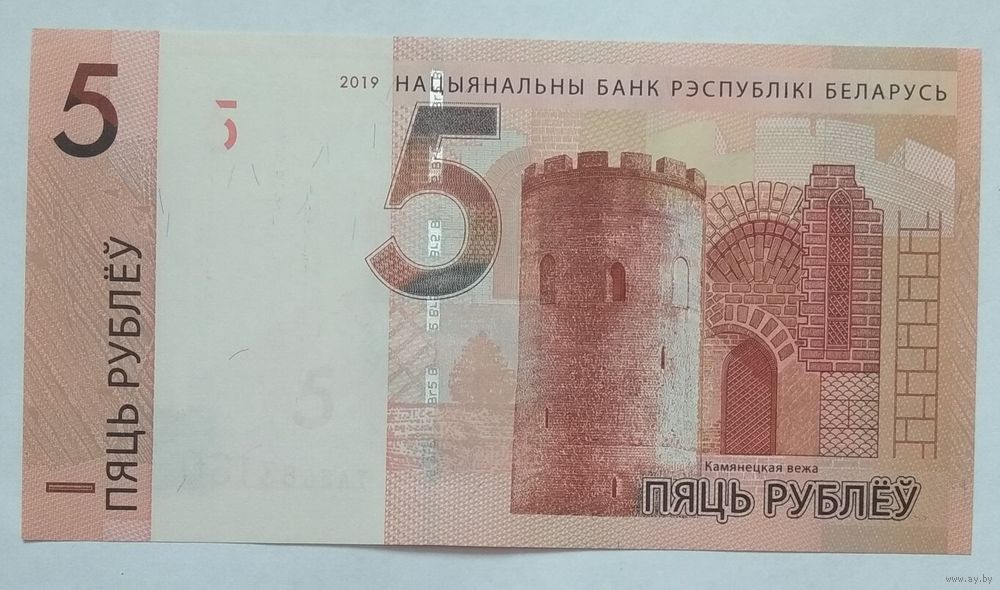 5
2019 НАЦЫЯНАЛЬНЫ БАНК РЭСПУБЛІКІ БЕЛАРУСЬ
5
ПЯЦЬ РУБЛЁЎ
Камянецкая вежа
ПЯЦЬ РУБЛЁЎ
www.ay.by